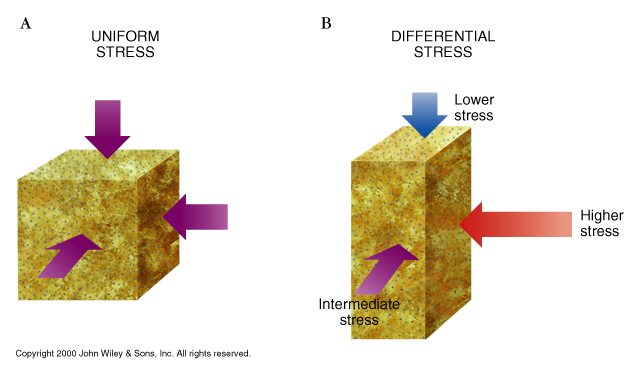 A
UNIFORM
STRESS
B
DIFFERENTIAL
STRESS
Lower
stress
Higher
stress
Intermediate
stress
Copyright 2000 John Wiley & Sons, Inc. All rights reserved.